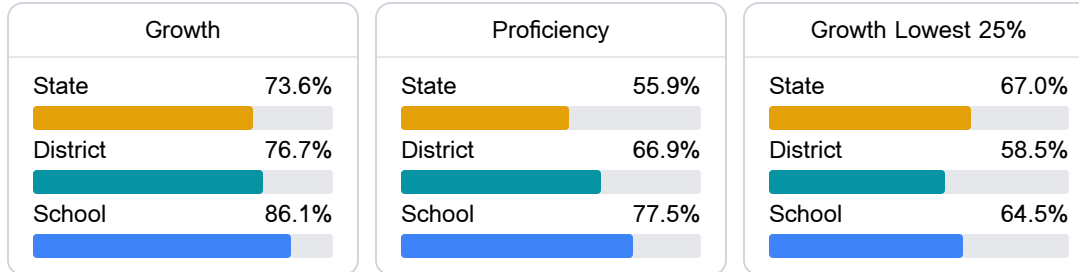 Growth
State 73.6%
District 76.7%
School 86.1%
Proficiency
State 55.9%
District 66.9%
School 77.5%
Growth Lowest 25%
State 67.0%
District 58.5%
School 64.5%